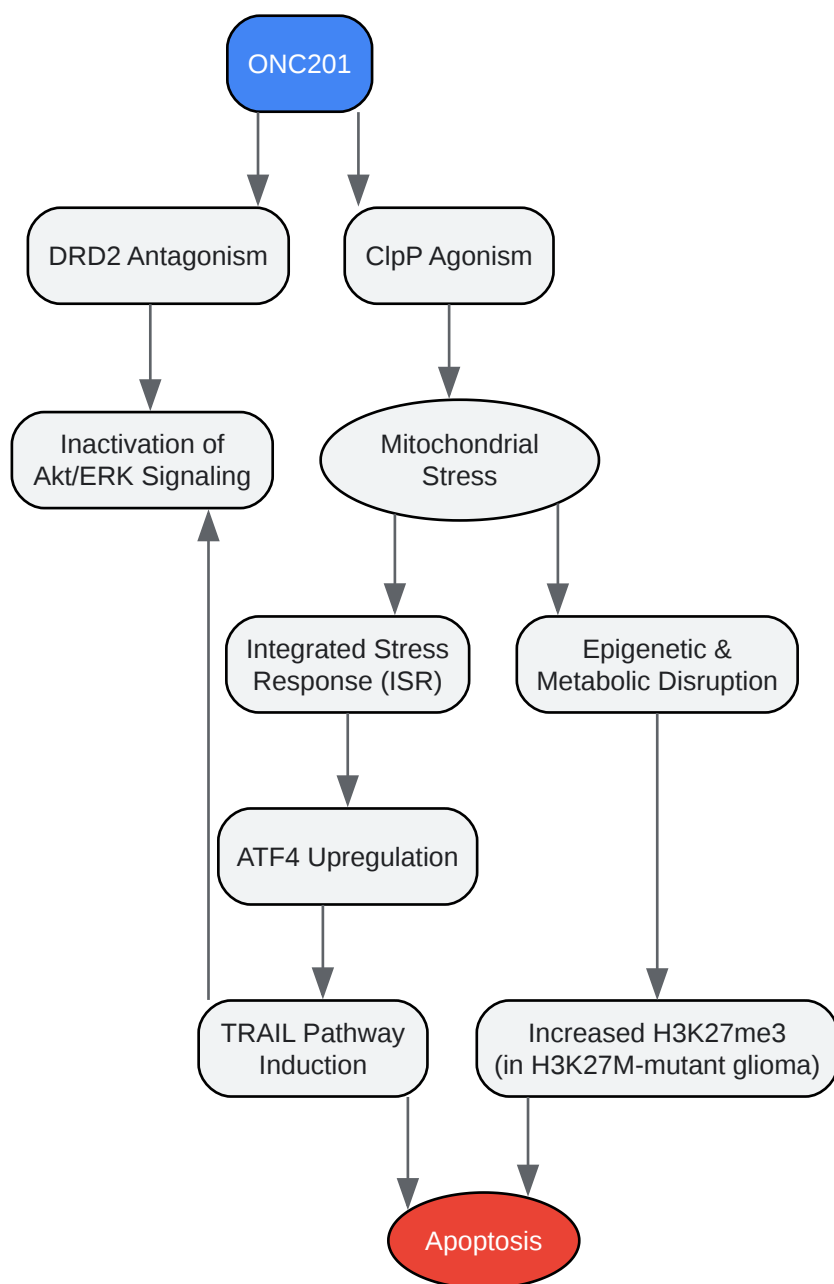 ONC201
DRD2 Antagonism
ClpP Agonism
Inactivation of
Akt/ERK Signaling
Mitochondrial
Stress
Integrated Stress
Response (ISR)
Epigenetic &
Metabolic Disruption
ATF4 Upregulation
TRAIL Pathway
Induction
Increased H3K27me3
(in H3K27M-mutant glioma)
Apoptosis